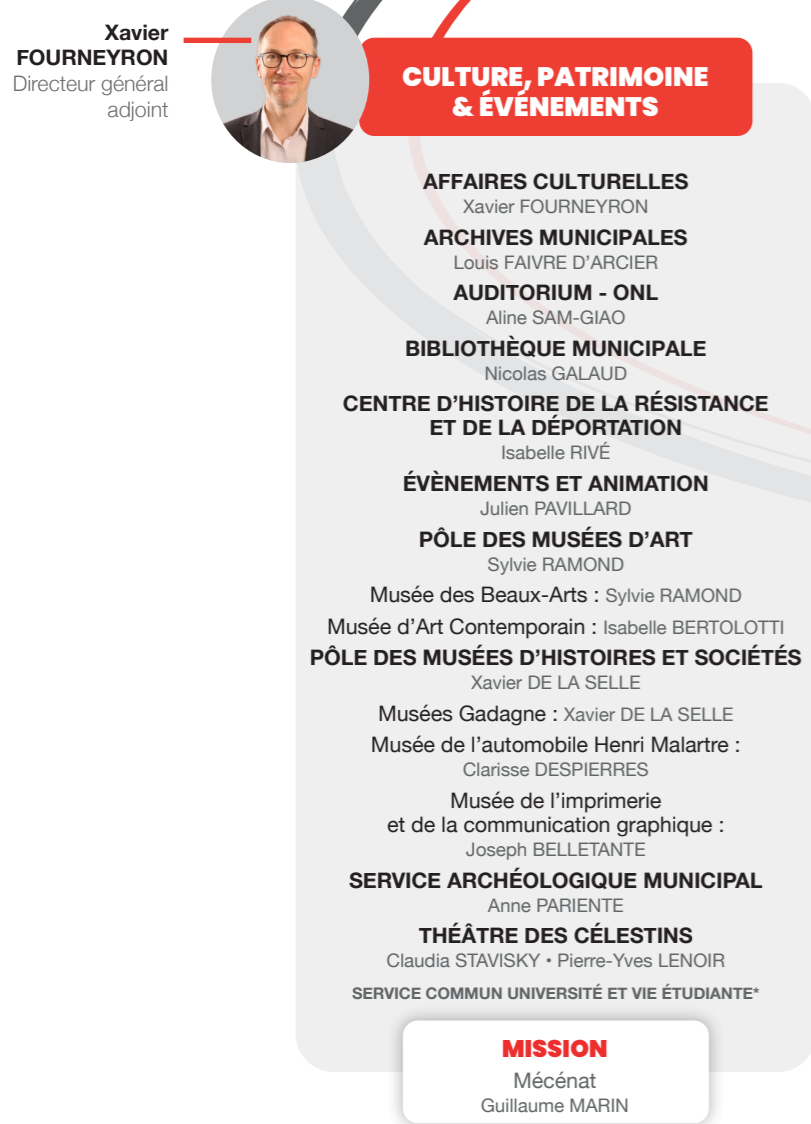 Xavier
FOURNEYRON
Directeur général
adjoint
CULTURE, PATRIMOINE
& ÉVÉNEMENTS
AFFAIRES CULTURELLES
Xavier FOURNEYRON
ARCHIVES MUNICIPALES
Louis FAIVRE D'ARCIER
AUDITORIUM - ONL
Aline SAM-GIAO
BIBLIOTHÈQUE MUNICIPALE
Nicolas GALAUD
CENTRE D'HISTOIRE DE LA RÉSISTANCE
ET DE LA DÉPORTATION
Isabelle RIVÉ
ÉVÈNEMENTS ET ANIMATION
Julien PAVILLARD
PÔLE DES MUSÉES D'ART
Sylvie RAMOND
Musée des Beaux-Arts : Sylvie RAMOND
Musée d'Art Contemporain : Isabelle BERTOLOTTI
PÔLE DES MUSÉES D'HISTOIRES ET SOCIÉTÉS
Xavier DE LA SELLE
Musées Gadagne : Xavier DE LA SELLE
Musée de l'automobile Henri Malartre :
Clarisse DESPIERRES
Musée de l'imprimerie
et de la communication graphique :
Joseph BELLETANTE
SERVICE ARCHÉOLOGIQUE MUNICIPAL
Anne PARIENTE
THÉÂTRE DES CÉLESTINS
Claudia STAVISKY • Pierre-Yves LENOIR
SERVICE COMMUN UNIVERSITÉ ET VIE ÉTUDIANTE*
MISSION
Mécénat
Guillaume MARIN